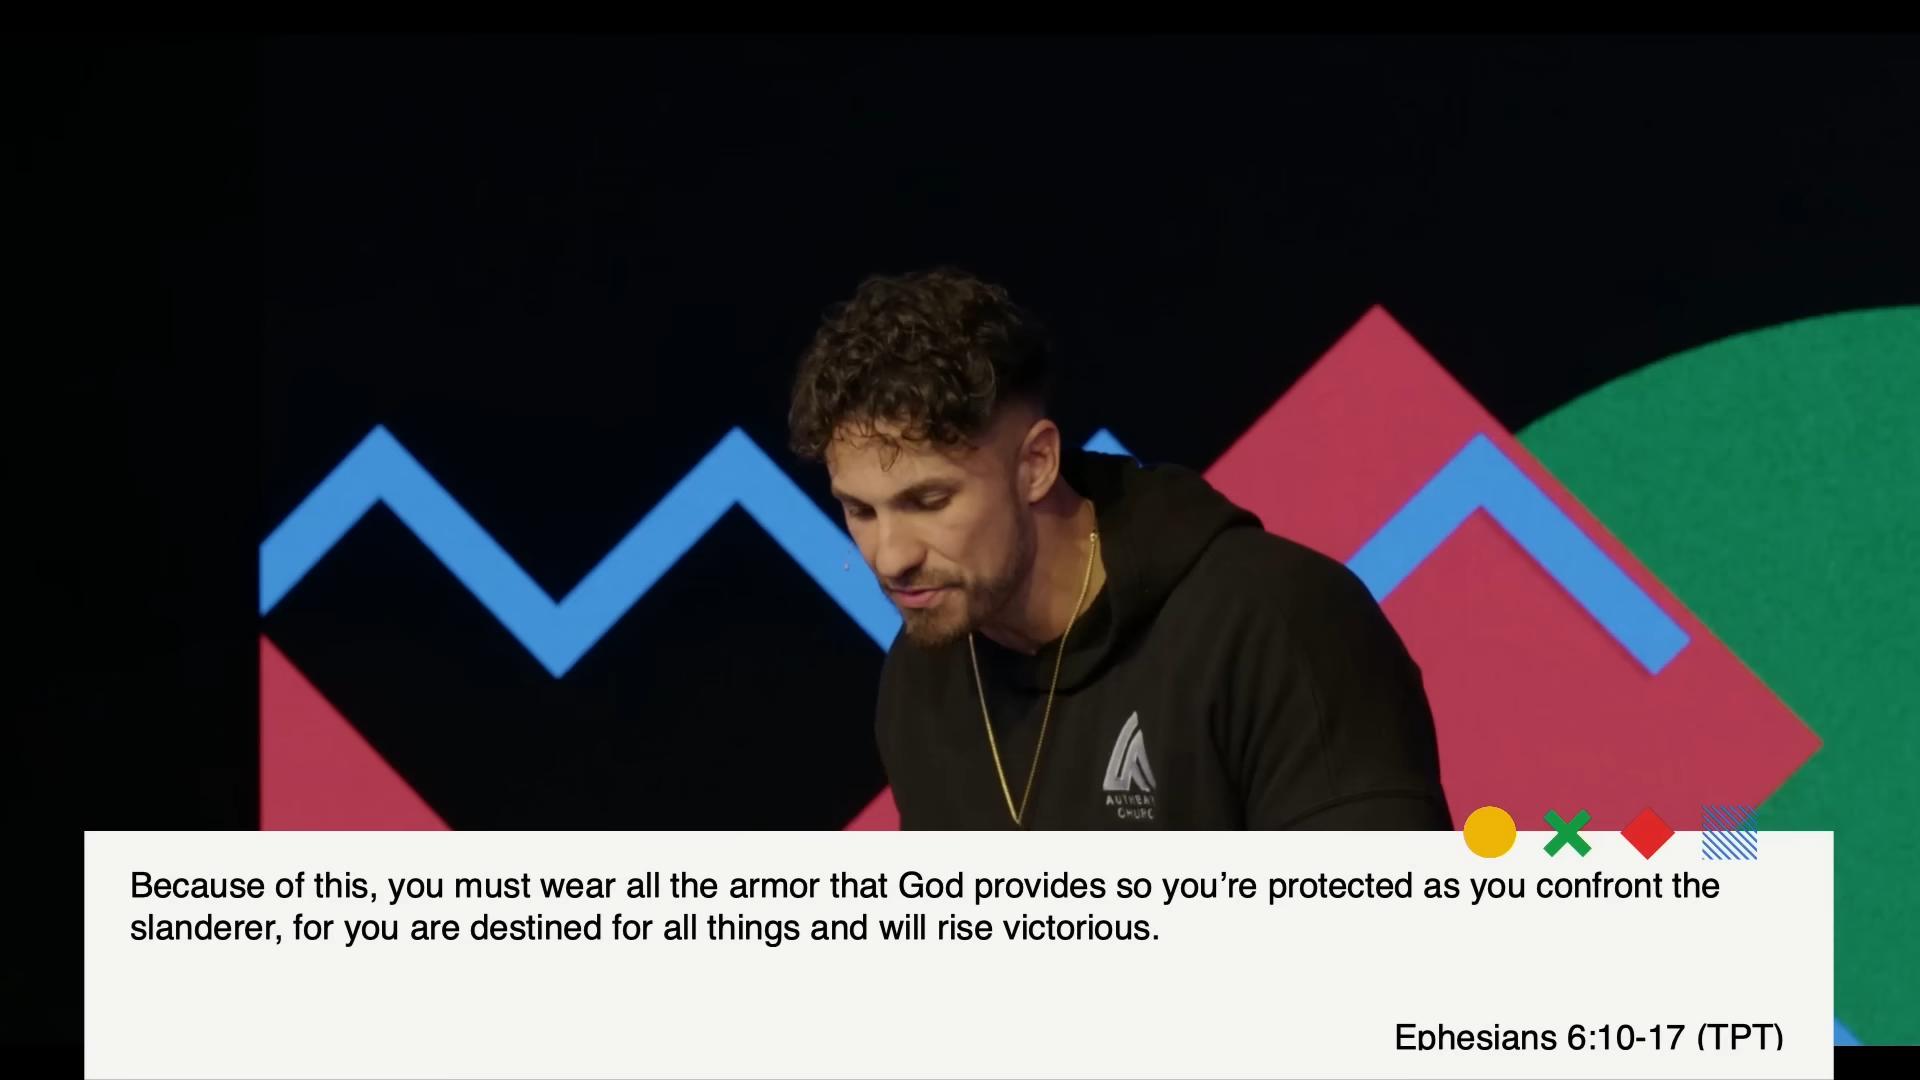 CHURC
Because of this, you must wear all the armor that God provides so you’re protected as you confront the
slanderer, for you are destined for all things and will rise victorious.
Ephesians 6:10-17 (TPT)